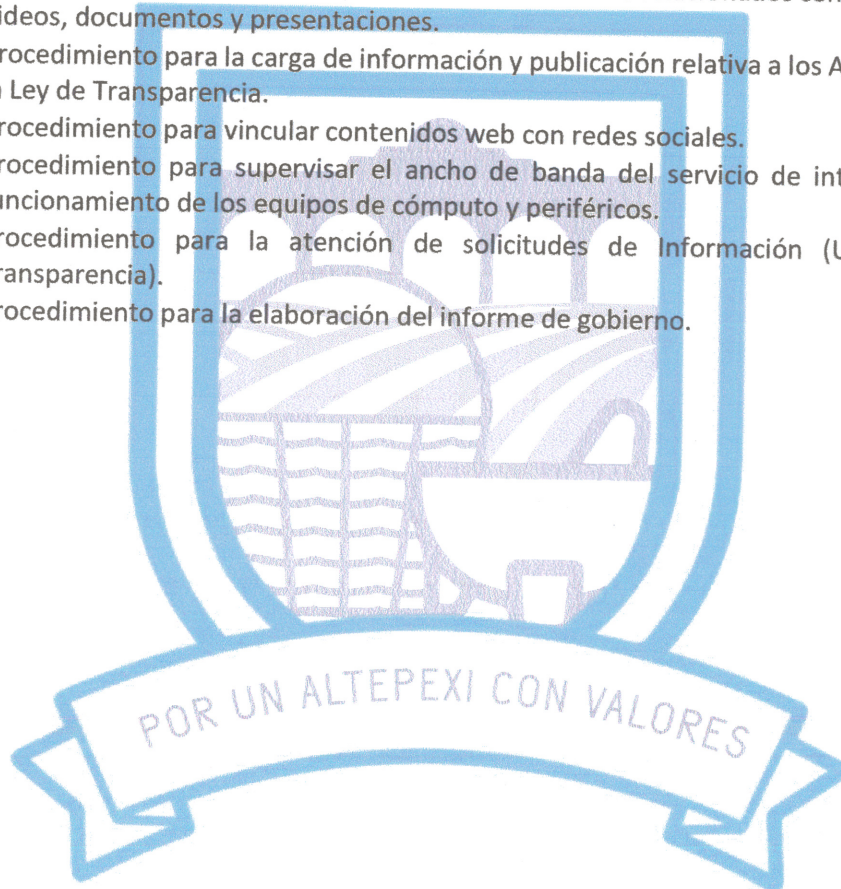 ideos, documentos y presentaciones.
rocedimiento para la carga de información y publicación relativa a los A
Ley de Transparencia.
rocedimiento para vincular contenidos web con redes sociales.
rocedimiento para supervisar el ancho de banda del servicio de int
uncionamiento de los equipos de cómputo y periféricos.
rocedimiento para la atención de solicitudes de Información (U
ransparencia).
rocedimiento para la elaboración del informe de gobierno.
POR UN ALTEPEXI CON VALORES